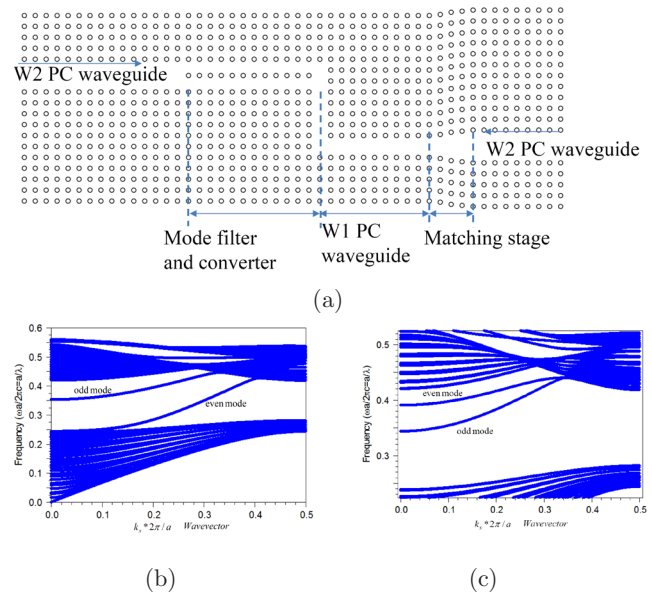 W2 PC waveguide
W2 PC waveguide
Mode filter
and converter
W1 PC
waveguide
Matching stage
(a)
Frequency (ωa/2πc=a/λ)
0.6
0.5
0.4
0.3
0.2
0.1
0.0
odd mode
even mode
0.0 0.1 0.2 0.3 0.4 0.5
k_x*2π/a Wavevector
(b)
Frequency (ωa/2πc=a/λ)
0.5
0.4
0.3
even mode
odd mode
0.0 0.1 0.2 0.3 0.4 0.5
k_x*2π/a Wavevector
(c)